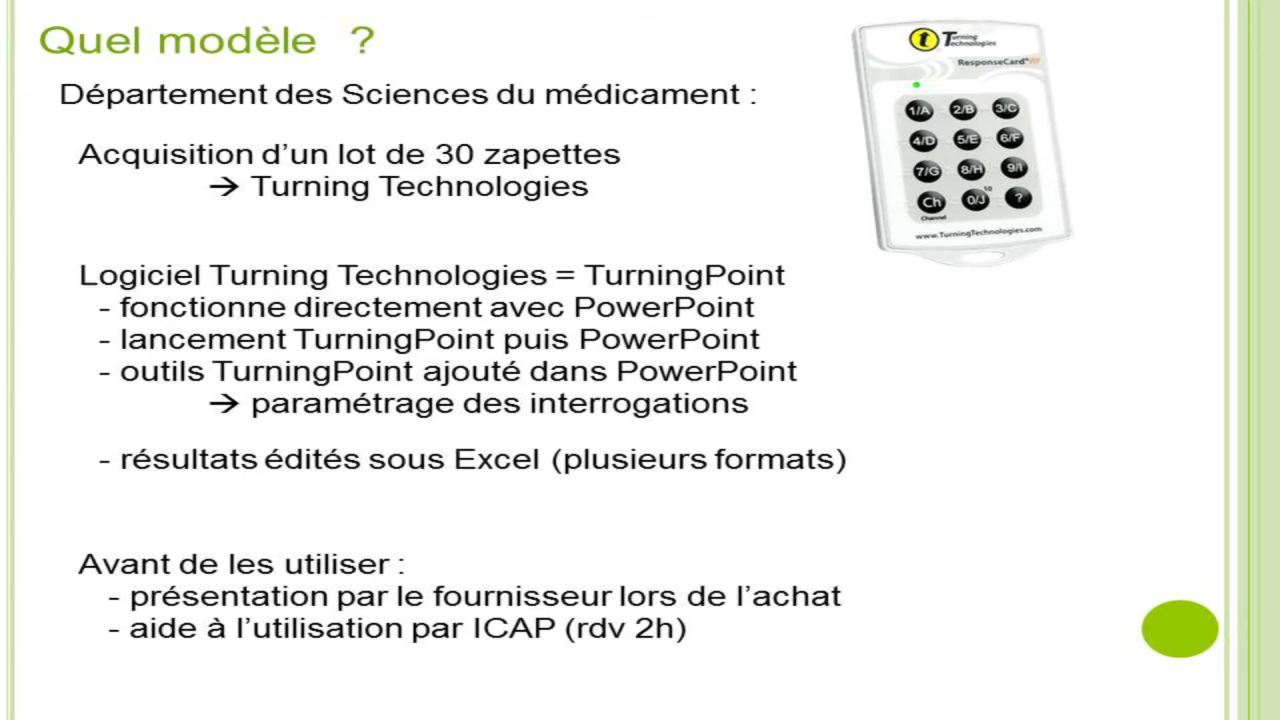 Quel modèle ?
Département des Sciences du médicament :
Acquisition d’un lot de 30 zapettes
→ Turning Technologies
Logiciel Turning Technologies = TurningPoint
- fonctionne directement avec PowerPoint
- lancement TurningPoint puis PowerPoint
- outils TurningPoint ajouté dans PowerPoint
→ paramétrage des interrogations
- résultats édités sous Excel (plusieurs formats)
Avant de les utiliser :
- présentation par le fournisseur lors de l’achat
- aide à l’utilisation par ICAP (rdv 2h)
t Turning
Technologies
ResponseCard RF
1/A 2/B 3/C
4/D 5/E 6/F
7/G 8/H 9/I
10
Ch 0/J ?
Channel
www.TurningTechnologies.com